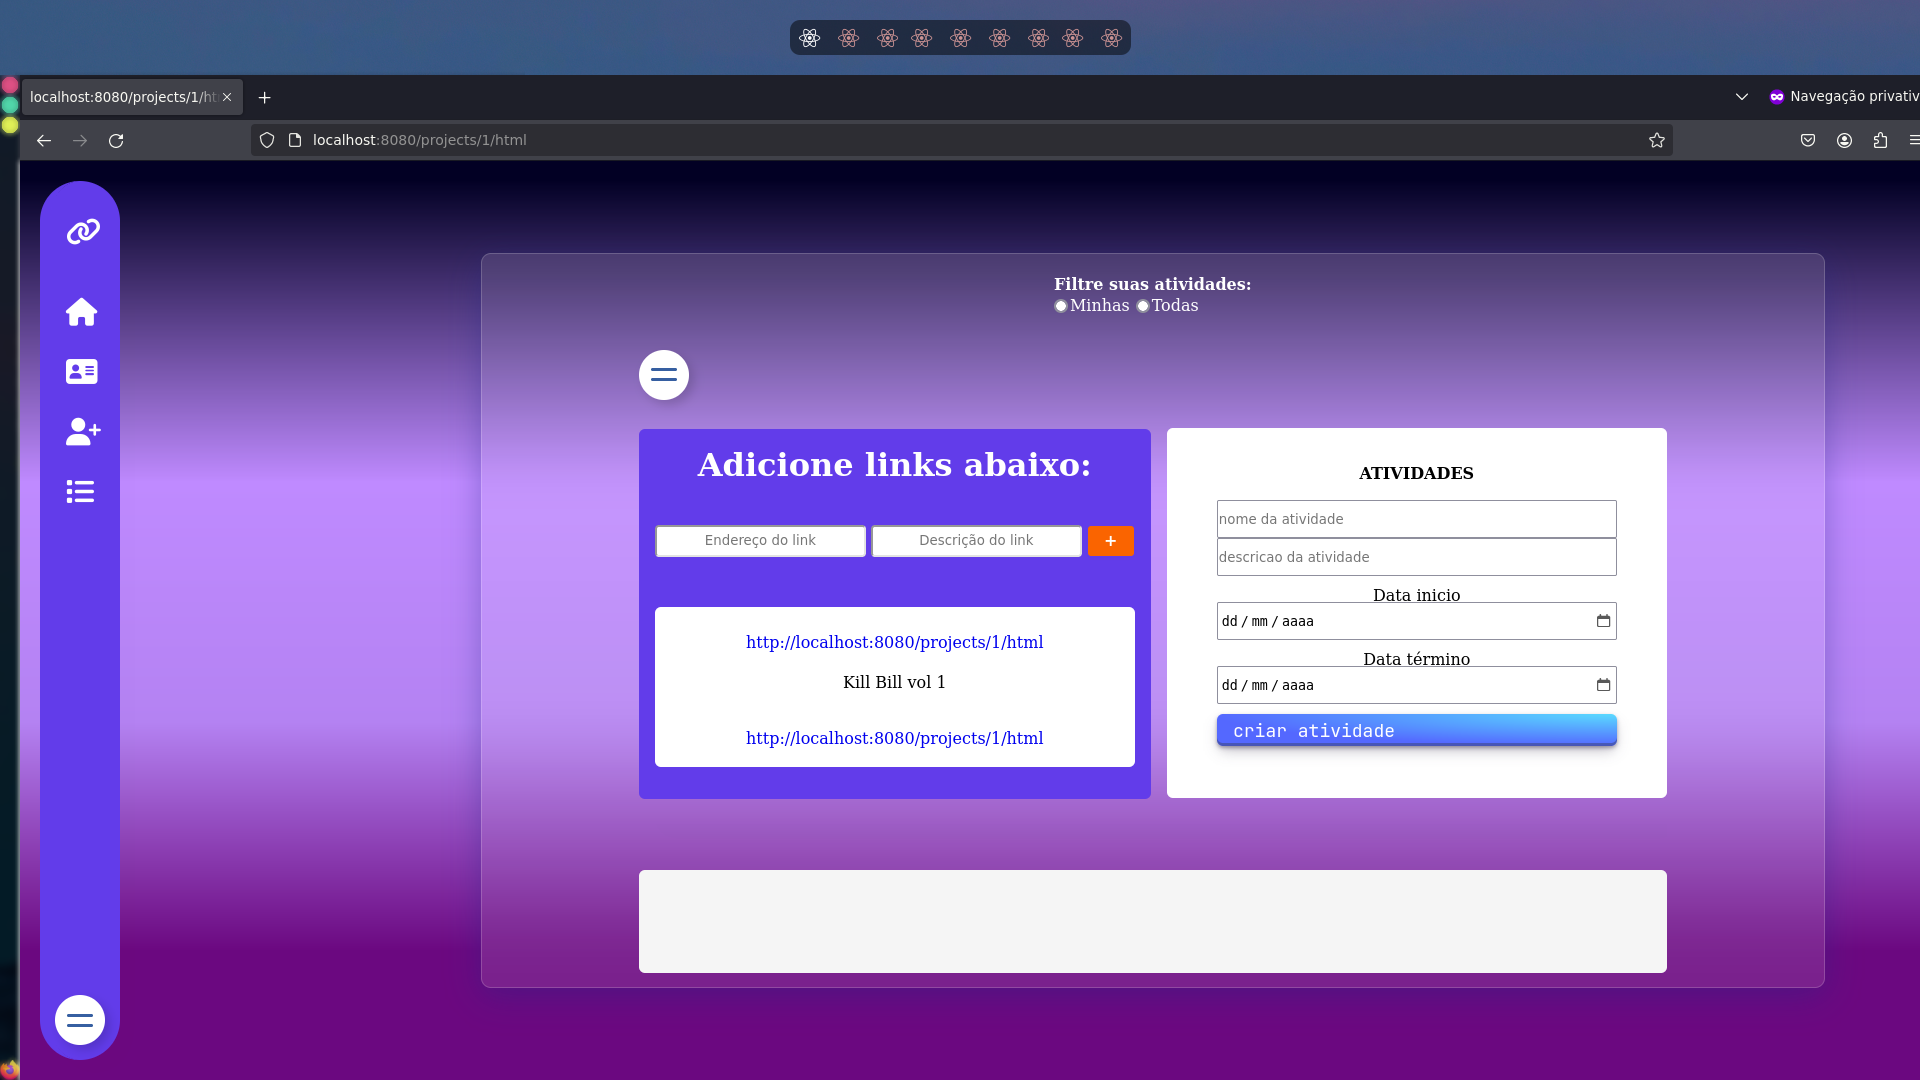 localhost:8080/projects/1/ht
Navegação privativ
localhost:8080/projects/1/html
Filtre suas atividades:
Minhas Todas
Adicione links abaixo:
Endereço do link
Descrição do link
+
http://localhost:8080/projects/1/html
Kill Bill vol 1
http://localhost:8080/projects/1/html
ATIVIDADES
nome da atividade
descricao da atividade
Data inicio
dd/mm/aaaa
Data término
dd/mm/aaaa
criar atividade